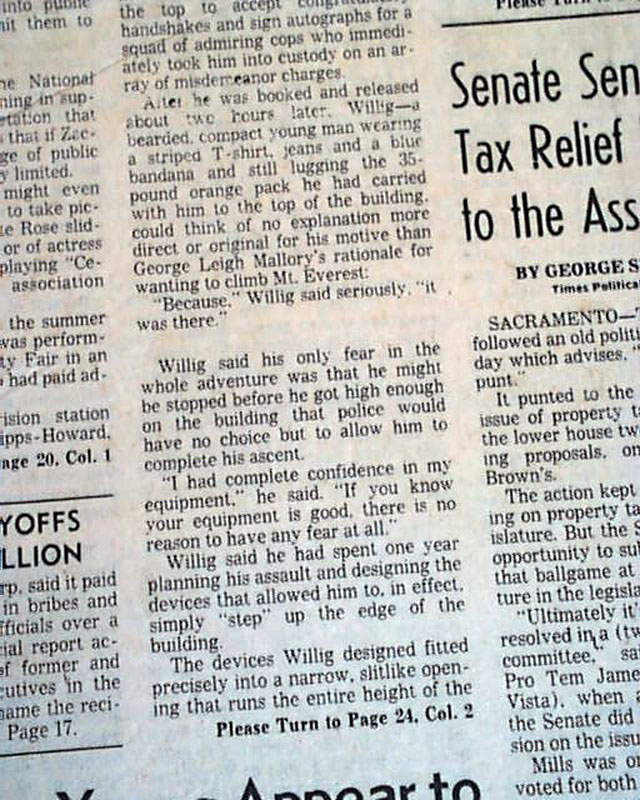 into public
mit them to
he National
ning in sup-
etation that
that if Zac-
ge of public
y limited.
might even
to take pic-
te Rose slid-
or of actress
playing "Ce-
association
the summer
was perform-
ty Fair in an
had paid ad-
ision station
ipps-Howard.
age 20, Col. 1
YOFFS
LLION
rp. said it paid
in bribes and
fficials over a
ial report ac-
of former and
cutives in the
name the reci-
Page 17.
the top to accept
handshakes and sign autographs for a
squad of admiring cops who immedi-
ately took him into custody on an ar-
ray of misdemeanor charges.
After he was booked and released
about two hours later, Willig—a
bearded, compact young man wearing
a striped T-shirt, jeans and a blue
bandana and still lugging the 35-
pound orange pack he had carried
with him to the top of the building,
could think of no explanation more
direct or original for his motive than
George Leigh Mallory's rationale for
wanting to climb Mt. Everest:
"Because," Willig said seriously, "it
was there."
Willig said his only fear in the
whole adventure was that he might
be stopped before he got high enough
on the building that police would
have no choice but to allow him to
complete his ascent.
"I had complete confidence in my
equipment," he said. "If you know
your equipment is good, there is no
reason to have any fear at all."
Willig said he had spent one year
planning his assault and designing the
devices that allowed him to, in effect,
simply "step" up the edge of the
building.
The devices Willig designed fitted
precisely into a narrow, slitlike open-
ing that runs the entire height of the
Please Turn to Page 24, Col. 2
Appear to
Please Turn to
Senate Sen
Tax Relief
to the Ass
BY GEORGE S
Times Politica
SACRAMENTO—T
followed an old polit
day which advises, "
punt."
It punted to the
issue of property t
the lower house tw
ing proposals, on
Brown's.
The action kept
ing on property ta
islature. But the S
opportunity to su
that ballgame at
ture in the legisla
"Ultimately it
resolved in a (tw
committee," sai
Pro Tem Jame
Vista), when
the Senate did
sion on the issu
Mills was on
voted for both